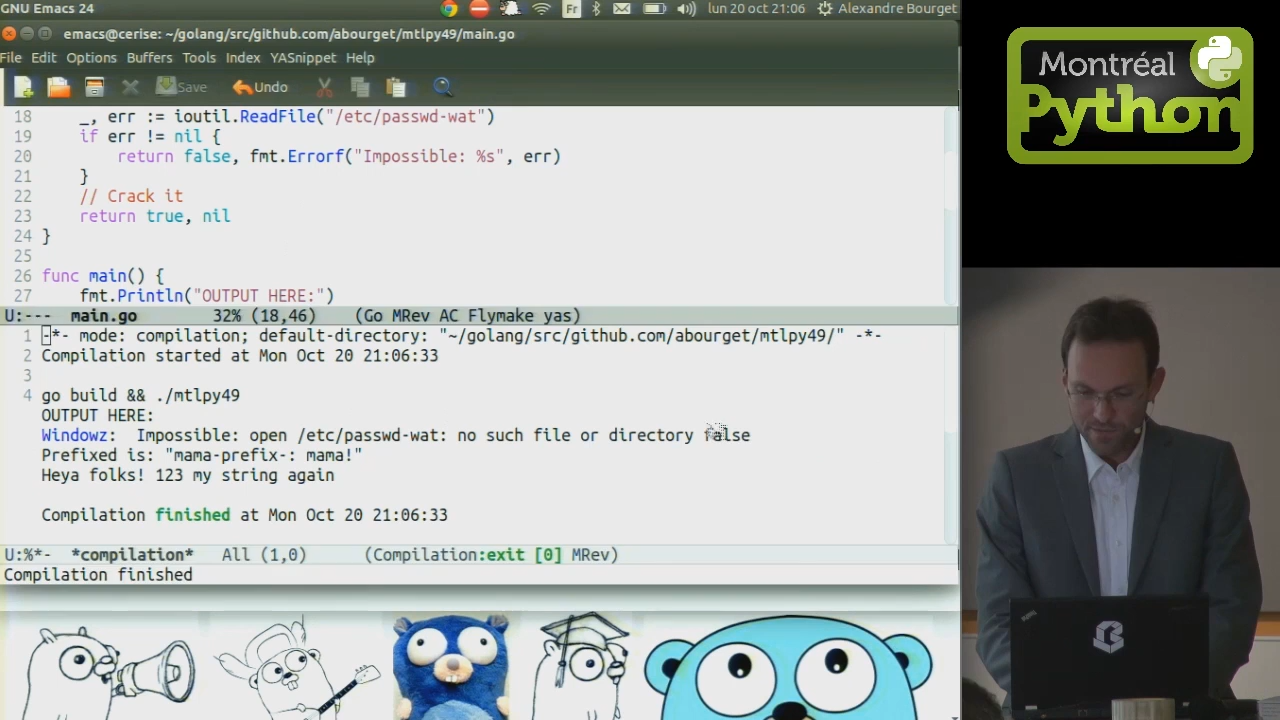 GNU Emacs 24
Fr
lun 20 oct 21:06
Alexandre Bourget
emacs@cerise: ~/golang/src/github.com/abourget/mtlpy49/main.go
File Edit Options Buffers Tools Index YASnippet Help
Save Undo
18 _, err := ioutil.ReadFile("/etc/passwd-wat")
19 if err != nil {
20 return false, fmt.Errorf("Impossible: %s", err)
21 }
22 // Crack it
23 return true, nil
24 }
25
26 func main() {
27 fmt.Println("OUTPUT HERE:")
U:--- main.go 32% (18,46) (Go MRev AC Flymake yas)
1 -*- mode: compilation; default-directory: "~/golang/src/github.com/abourget/mtlpy49/" -*-
2 Compilation started at Mon Oct 20 21:06:33
3
4 go build && ./mtlpy49
OUTPUT HERE:
Windowz: Impossible: open /etc/passwd-wat: no such file or directory false
Prefixed is: "mama-prefix-: mama!"
Heya folks! 123 my string again
Compilation finished at Mon Oct 20 21:06:33
U:%*- *compilation* All (1,0) (Compilation:exit [0] MRev)
Compilation finished
Montréal
Python